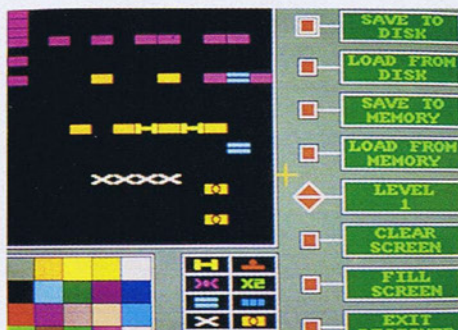 SAVE TO
DISK
LOAD FROM
DISK
SAVE TO
MEMORY
LOAD FROM
MEMORY
LEVEL
1
CLEAR
SCREEN
FILL
SCREEN
X2
EXIT